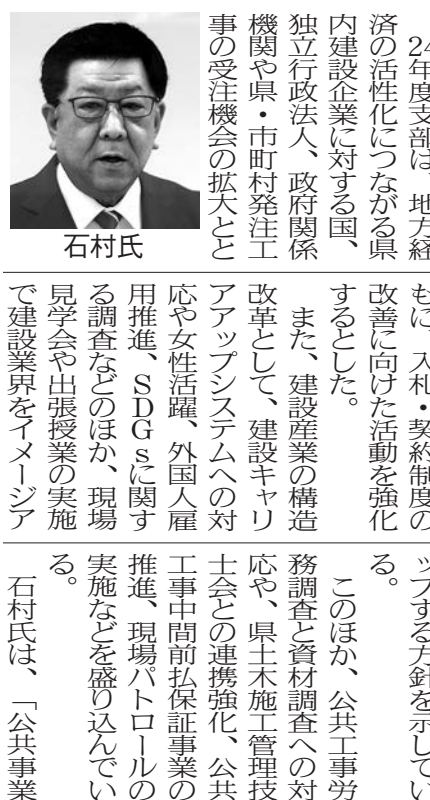 24年度支部は、地方経
済の活性化につながる県
内建設企業に対する国、
独立行政法人、政府関係
機関や県・市町村発注工
事の受注機会の拡大とと
石村氏
もに、入札・契約制度の
改善に向けた活動を強化
するとした。
また、建設産業の構造
改革として、建設キャリ
アアップシステムへの対
応や女性活躍、外国人雇
用推進、SDGsに関す
る調査などのほか、現場
見学会や出張授業の実施
で建設業界をイメージア
ップする方針を示してい
る。
このほか、公共工事労
務調査と資材調査への対
応や、県土木施工管理技
士会との連携強化、公共
工事中間前払保証事業の
推進、現場パトロールの
実施などを盛り込んでい
る。
石村氏は、「公共事業